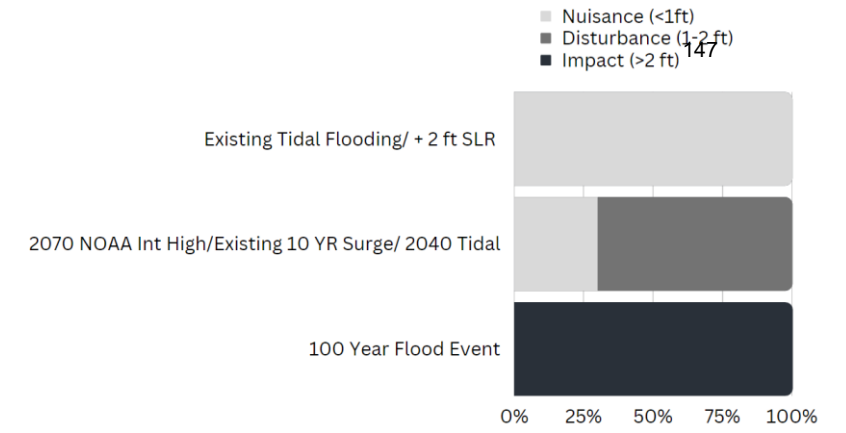 Nuisance (<1ft)
Disturbance (1-2 ft)
147
Impact (>2 ft)
Existing Tidal Flooding/ + 2 ft SLR
2070 NOAA Int High/Existing 10 YR Surge/ 2040 Tidal
100 Year Flood Event
0% 25% 50% 75% 100%